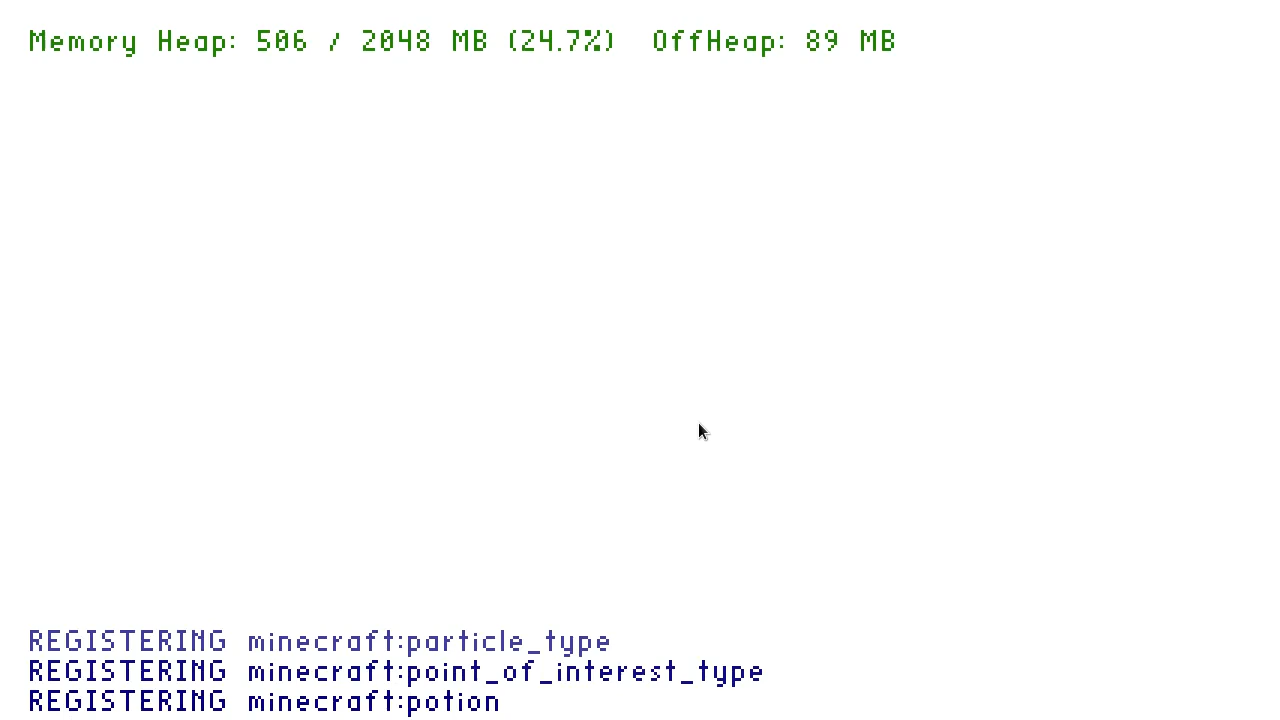 Memory Heap: 506 / 2048 MB (24.7%)  OffHeap: 89 MB
REGISTERING minecraft:particle_type
REGISTERING minecraft:point_of_interest_type
REGISTERING minecraft:potion